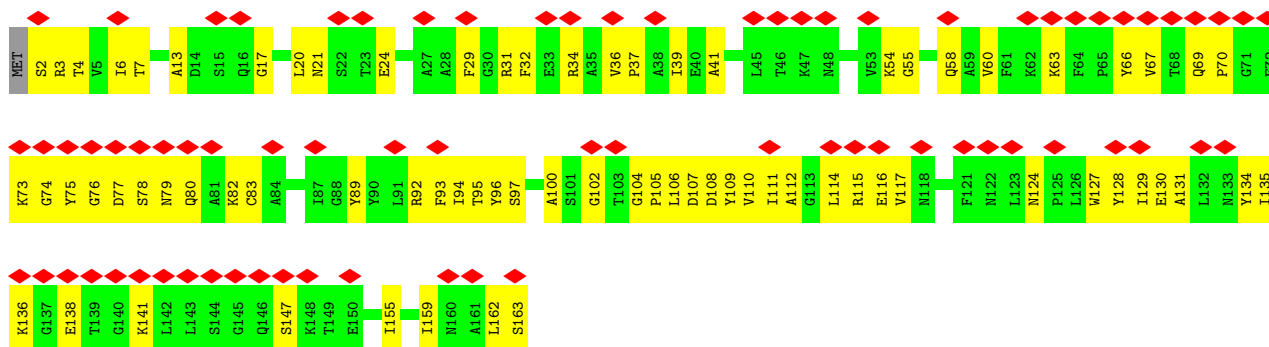 MET S2 R3 T4 V5 I6 T7 A13 D14 S15 Q16 G17 L20 N21 S22 T23 E24 A27 A28 F29 G30 R31 F32 E33 R34 A35 V36 P37 A38 I39 E40 A41 L45 T46 K47 N48 V53 K54 G55 Q58 A59 V60 F61 K62 K63 F64 P65 Y66 V67 T68 Q69 P70 G71
K73 G74 Y75 G76 D77 S78 N79 Q80 A81 K82 C83 A84 I87 G88 Y89 Y90 L91 R92 F93 I94 T95 Y96 S97 A100 S101 G102 T103 G104 P105 L106 D107 D108 Y109 V110 I111 A112 G113 L114 R115 E116 V117 N118 F121 N122 L123 N124 P125 L126 W127 Y128 I129 E130 A131 L132 N133 Y134 I135
K136 G137 E138 T139 G140 K141 L142 L143 S144 G145 Q146 S147 K148 T149 E150 I155 I159 N160 A161 L162 S163